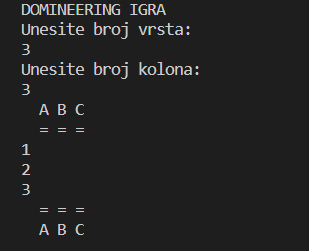 DOMINEERING IGRA
Unesite broj vrsta:
3
Unesite broj kolona:
3
  A B C
  = = =
1
2
3
  = = =
  A B C